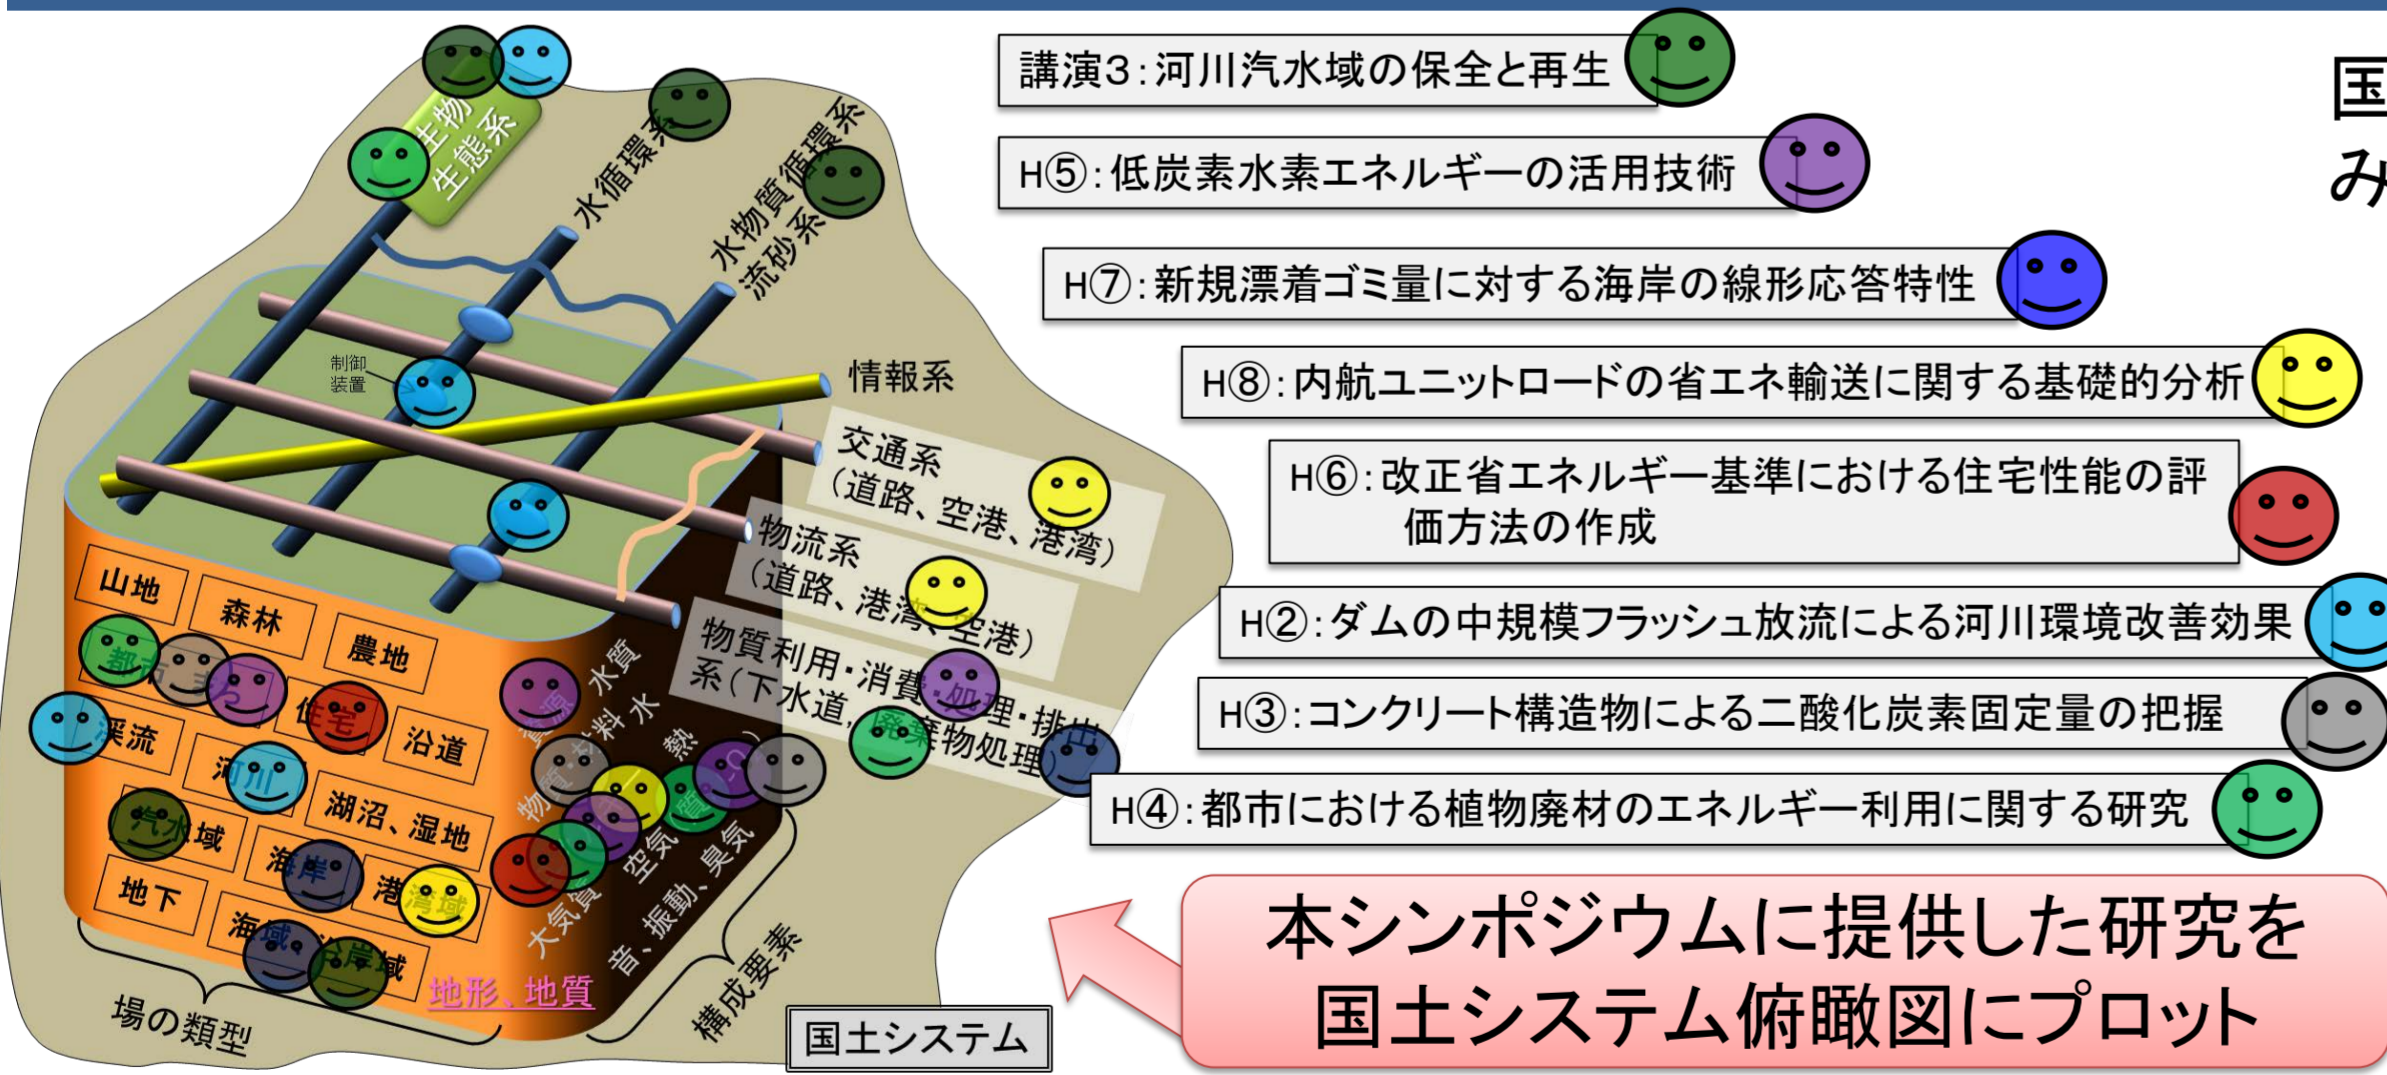 講演3：河川汽水域の保全と再生
H⑤：低炭素水素エネルギーの活用技術
H⑦：新規漂着ゴミ量に対する海岸の線形応答特性
H⑧：内航ユニットロードの省エネ輸送に関する基礎的分析
H⑥：改正省エネルギー基準における住宅性能の評
価方法の作成
H②：ダムの中規模フラッシュ放流による河川環境改善効果
H③：コンクリート構造物による二酸化炭素固定量の把握
H④：都市における植物廃材のエネルギー利用に関する研究
本シンポジウムに提供した研究を
国土システム俯瞰図にプロット
国
み
生物
生態系
水循環系
水物質循環系
流砂系
制御
装置
情報系
交通系
（道路、空港、港湾）
物流系
（道路、港湾、空港）
物質利用・消費・処理・排出
系（下水道，廃棄物処理）
山地
森林
農地
都市
まち
住宅
沿道
渓流
河川
湖沼、湿地
汽水域
海岸
港湾域
地下
海域
岸域
地形、地質
資源
水質
物質・材料
水
熱
大気質
空気
音、振動、臭気
場の類型
構成要素
国土システム